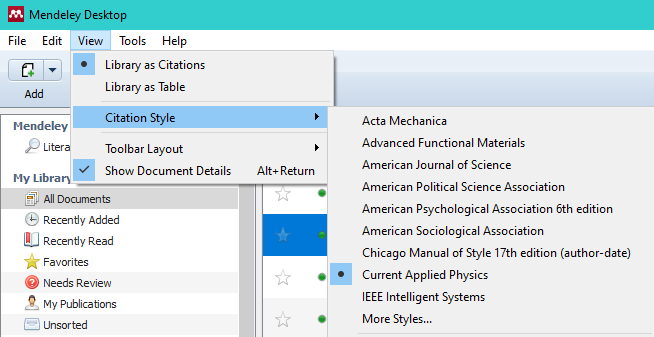 Mendeley Desktop
File Edit View Tools Help
Add
Library as Citations
Library as Table
Citation Style
Toolbar Layout
Show Document Details Alt+Return
Acta Mechanica
Advanced Functional Materials
American Journal of Science
American Political Science Association
American Psychological Association 6th edition
American Sociological Association
Chicago Manual of Style 17th edition (author-date)
Current Applied Physics
IEEE Intelligent Systems
More Styles...
Mendeley
Litera
My Library
All Documents
Recently Added
Recently Read
Favorites
Needs Review
My Publications
Unsorted